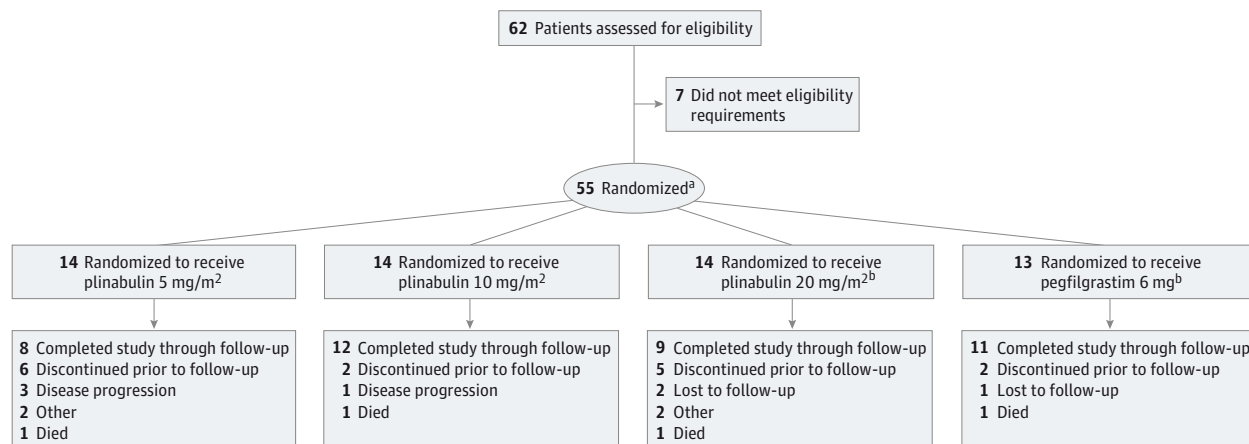 62 Patients assessed for eligibility
7 Did not meet eligibility
requirements
55 Randomizedᵃ
14 Randomized to receive
plinabulin 5 mg/m²
14 Randomized to receive
plinabulin 10 mg/m²
14 Randomized to receive
plinabulin 20 mg/m²ᵇ
13 Randomized to receive
pegfilgrastim 6 mgᵇ
8 Completed study through follow-up
6 Discontinued prior to follow-up
3 Disease progression
2 Other
1 Died
12 Completed study through follow-up
2 Discontinued prior to follow-up
1 Disease progression
1 Died
9 Completed study through follow-up
5 Discontinued prior to follow-up
2 Lost to follow-up
2 Other
1 Died
11 Completed study through follow-up
2 Discontinued prior to follow-up
1 Lost to follow-up
1 Died